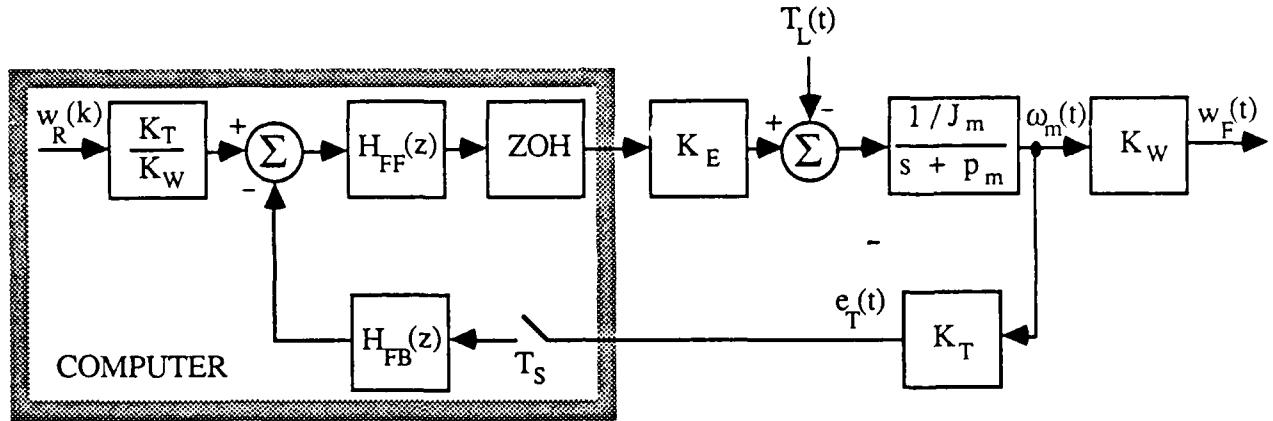 T_L(t)
w_R(k)
K_T
K_W
+
Σ
-
H_FF(z)
ZOH
K_E
+
Σ
-
1 / J_m
s + p_m
ω_m(t)
K_W
w_F(t)
-
COMPUTER
H_FB(z)
T_S
e_T(t)
K_T